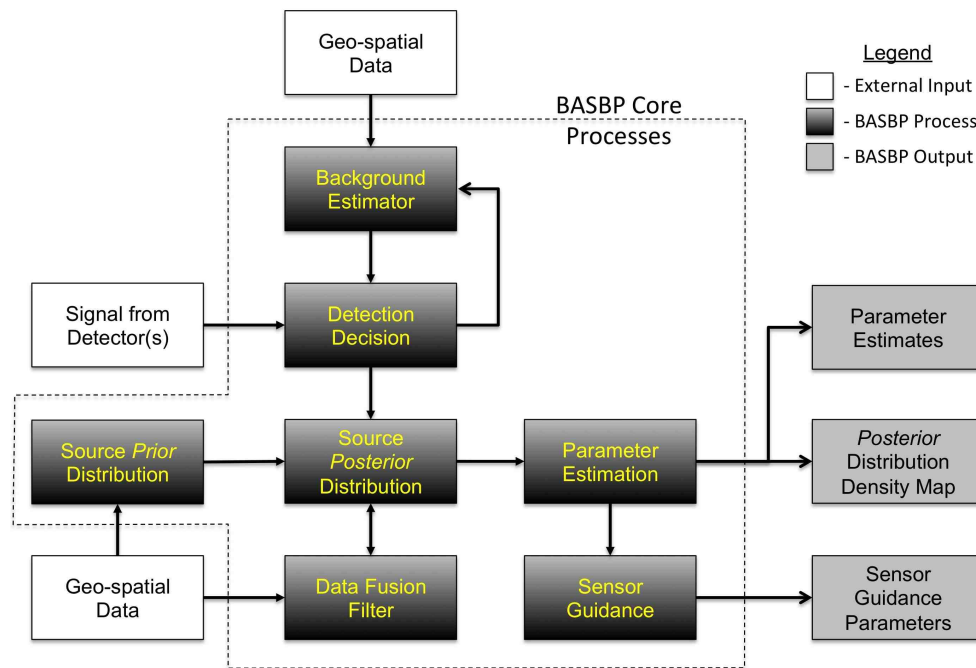 Geo-spatial
Data
Legend
- External Input
- BASBP Process
- BASBP Output
BASBP Core
Processes
Background
Estimator
Signal from
Detector(s)
Detection
Decision
Parameter
Estimates
Source Prior
Distribution
Source
Posterior
Distribution
Parameter
Estimation
Posterior
Distribution
Density Map
Geo-spatial
Data
Data Fusion
Filter
Sensor
Guidance
Sensor
Guidance
Parameters